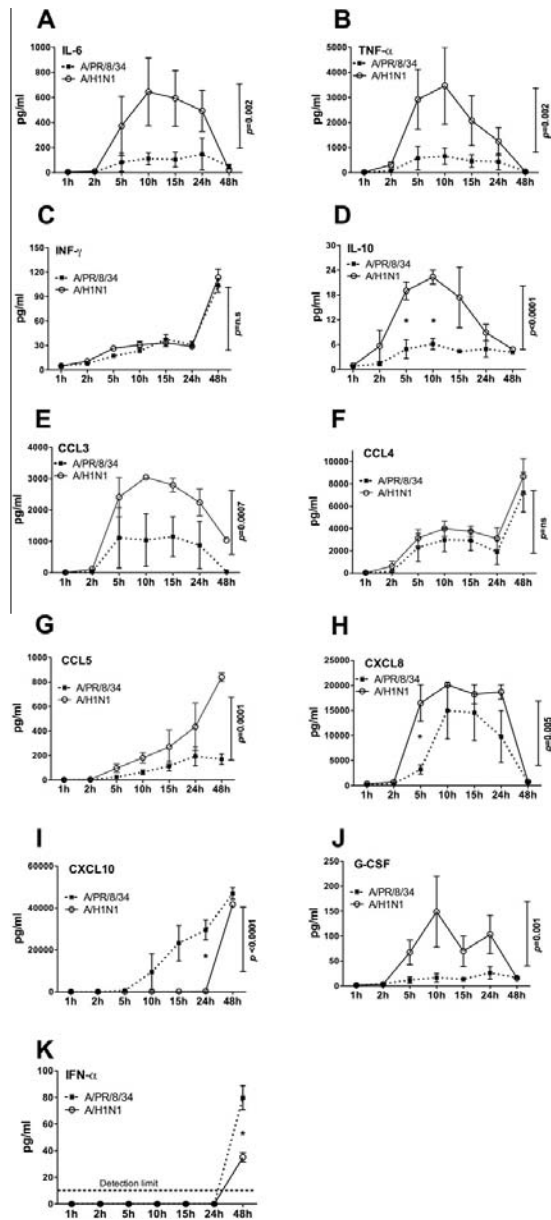 A
IL-6
A/PR/8/34
A/H1N1
pg/ml
1000
800
600
400
200
0
1h 2h 5h 10h 15h 24h 48h
p=0.002
B
TNF-α
A/PR/8/34
A/H1N1
pg/ml
5000
4000
3000
2000
1000
0
1h 2h 5h 10h 15h 24h 48h
p=0.002
C
INF-γ
A/PR/8/34
A/H1N1
pg/ml
150
120
90
60
30
0
1h 2h 5h 10h 15h 24h 48h
p=n.s
D
IL-10
A/PR/8/34
A/H1N1
pg/ml
30
24
18
12
6
0
* *
1h 2h 5h 10h 15h 24h 48h
p<0.0001
E
CCL3
A/PR/8/34
A/H1N1
pg/ml
4000
3000
2000
1000
0
1h 2h 5h 10h 15h 24h 48h
p=0.0007
F
CCL4
A/PR/8/34
A/H1N1
pg/ml
10000
8000
6000
4000
2000
0
1h 2h 5h 10h 15h 24h 48h
p=ns
G
CCL5
A/PR/8/34
A/H1N1
pg/ml
1000
800
600
400
200
0
1h 2h 5h 10h 15h 24h 48h
p=0.0001
H
CXCL8
A/PR/8/34
A/H1N1
pg/ml
25000
20000
15000
10000
5000
0
*
1h 2h 5h 10h 15h 24h 48h
p=0.005
I
CXCL10
A/PR/8/34
A/H1N1
pg/ml
60000
40000
20000
0
*
1h 2h 5h 10h 15h 24h 48h
p <0.0001
J
G-CSF
A/PR/8/34
A/H1N1
pg/ml
250
200
150
100
50
0
1h 2h 5h 10h 15h 24h 48h
p=0.001
K
IFN-α
A/PR/8/34
A/H1N1
pg/ml
100
80
60
40
20
0
*
Detection limit
1h 2h 5h 10h 15h 24h 48h